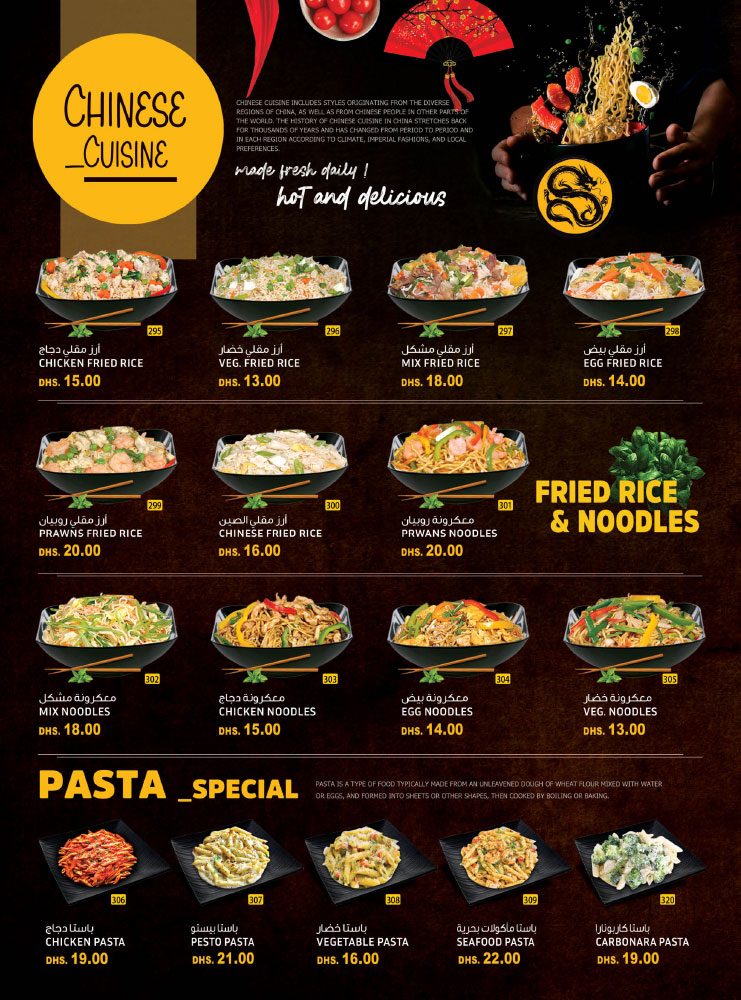 CHINESE
_CUISINE
CHINESE CUISINE INCLUDES STYLES ORIGINATING FROM THE DIVERSE
REGIONS OF CHINA, AS WELL AS FROM CHINESE PEOPLE IN OTHER PARTS OF
THE WORLD. THE HISTORY OF CHINESE CUISINE IN CHINA STRETCHES BACK
FOR THOUSANDS OF YEARS AND HAS CHANGED FROM PERIOD TO PERIOD AND
IN EACH REGION ACCORDING TO CLIMATE, IMPERIAL FASHIONS, AND LOCAL
PREFERENCES.
made fresh daily !
hot and delicious
295
أرز مقلي دجاج
CHICKEN FRIED RICE
DHS. 15.00
296
أرز مقلي خضار
VEG. FRIED RICE
DHS. 13.00
297
أرز مقلي مشكل
MIX FRIED RICE
DHS. 18.00
298
أرز مقلي بيض
EGG FRIED RICE
DHS. 14.00
299
أرز مقلي روبيان
PRAWNS FRIED RICE
DHS. 20.00
300
أرز مقلي الصين
CHINESE FRIED RICE
DHS. 16.00
301
معكرونة روبيان
PRWANS NOODLES
DHS. 20.00
FRIED RICE
& NOODLES
302
معكرونة مشكل
MIX NOODLES
DHS. 18.00
303
معكرونة دجاج
CHICKEN NOODLES
DHS. 15.00
304
معكرونة بيض
EGG NOODLES
DHS. 14.00
305
معكرونة خضار
VEG. NOODLES
DHS. 13.00
PASTA _SPECIAL
PASTA IS A TYPE OF FOOD TYPICALLY MADE FROM AN UNLEAVENED DOUGH OF WHEAT FLOUR MIXED WITH WATER
OR EGGS, AND FORMED INTO SHEETS OR OTHER SHAPES, THEN COOKED BY BOILING OR BAKING.
306
باستا دجاج
CHICKEN PASTA
DHS. 19.00
307
باستا بيستو
PESTO PASTA
DHS. 21.00
308
باستا خضار
VEGETABLE PASTA
DHS. 16.00
309
باستا مأكولات بحرية
SEAFOOD PASTA
DHS. 22.00
320
باستا كاربونارا
CARBONARA PASTA
DHS. 19.00